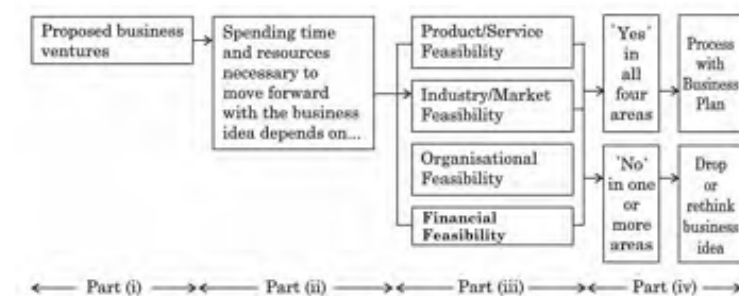 Proposed business
ventures
Spending time
and resources
necessary to
move forward
with the business
idea depends on...
Product/Service
Feasibility
Industry/Market
Feasibility
Organisational
Feasibility
Financial
Feasibility
'Yes'
in
all
four
areas
Process
with
Business
Plan
'No'
in one
or
more
areas
Drop
or
rethink
business
idea
Part (i)
Part (ii)
Part (iii)
Part (iv)